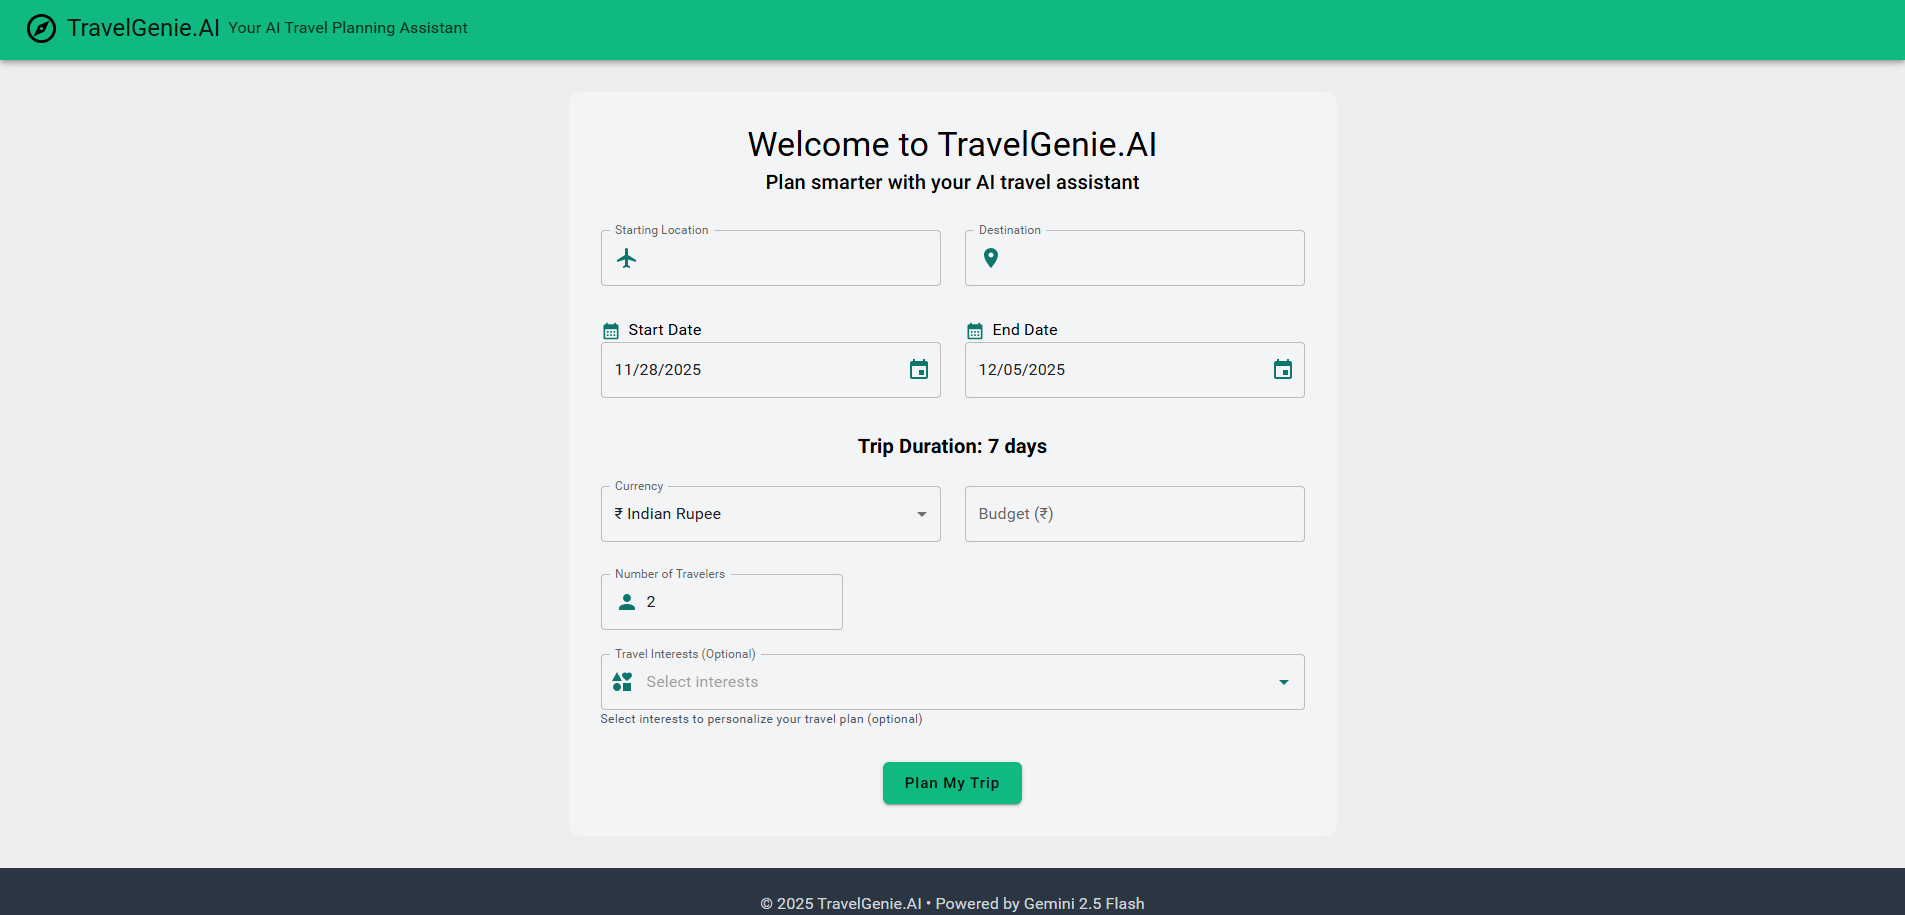 TravelGenie.AI Your AI Travel Planning Assistant
Welcome to TravelGenie.AI
Plan smarter with your AI travel assistant
Starting Location
Destination
Start Date
End Date
11/28/2025
12/05/2025
Trip Duration: 7 days
Currency
₹ Indian Rupee
Budget (₹)
Number of Travelers
2
Travel Interests (Optional)
Select interests
Select interests to personalize your travel plan (optional)
Plan My Trip
© 2025 TravelGenie.AI • Powered by Gemini 2.5 Flash